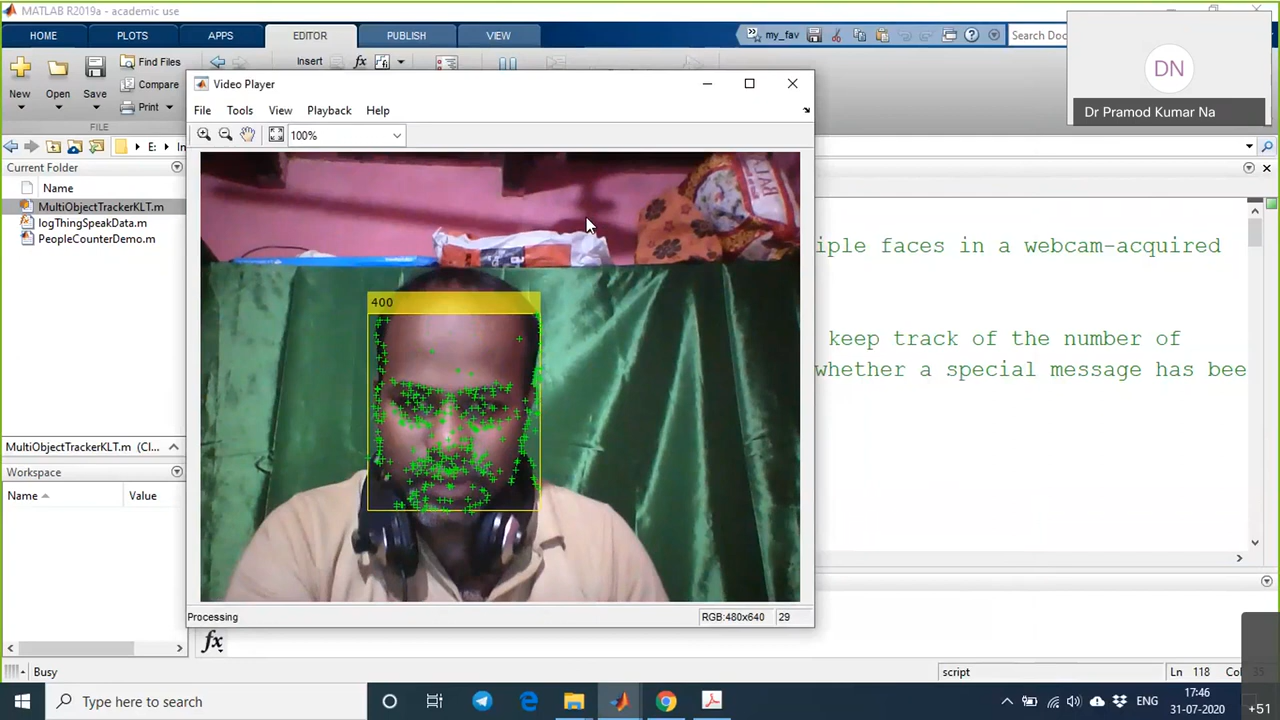 MATLAB R2019a - academic use
HOME PLOTS APPS EDITOR PUBLISH VIEW
my_fav
Search Doc
New
Open
Save
Find Files
Compare
Print
Insert
fx
FILE
E:
In
Current Folder
Name
MultiObjectTrackerKLT.m
logThingSpeakData.m
PeopleCounterDemo.m
MultiObjectTrackerKLT.m (Cl...
Workspace
Name
Value
Video Player
File Tools View Playback Help
100%
400
Processing
RGB:480x640
29
DN
Dr Pramod Kumar Na
iple faces in a webcam-acquired
keep track of the number of
whether a special message has bee
fx
Busy
script
Ln 118
Type here to search
ENG
17:46
31-07-2020
+51